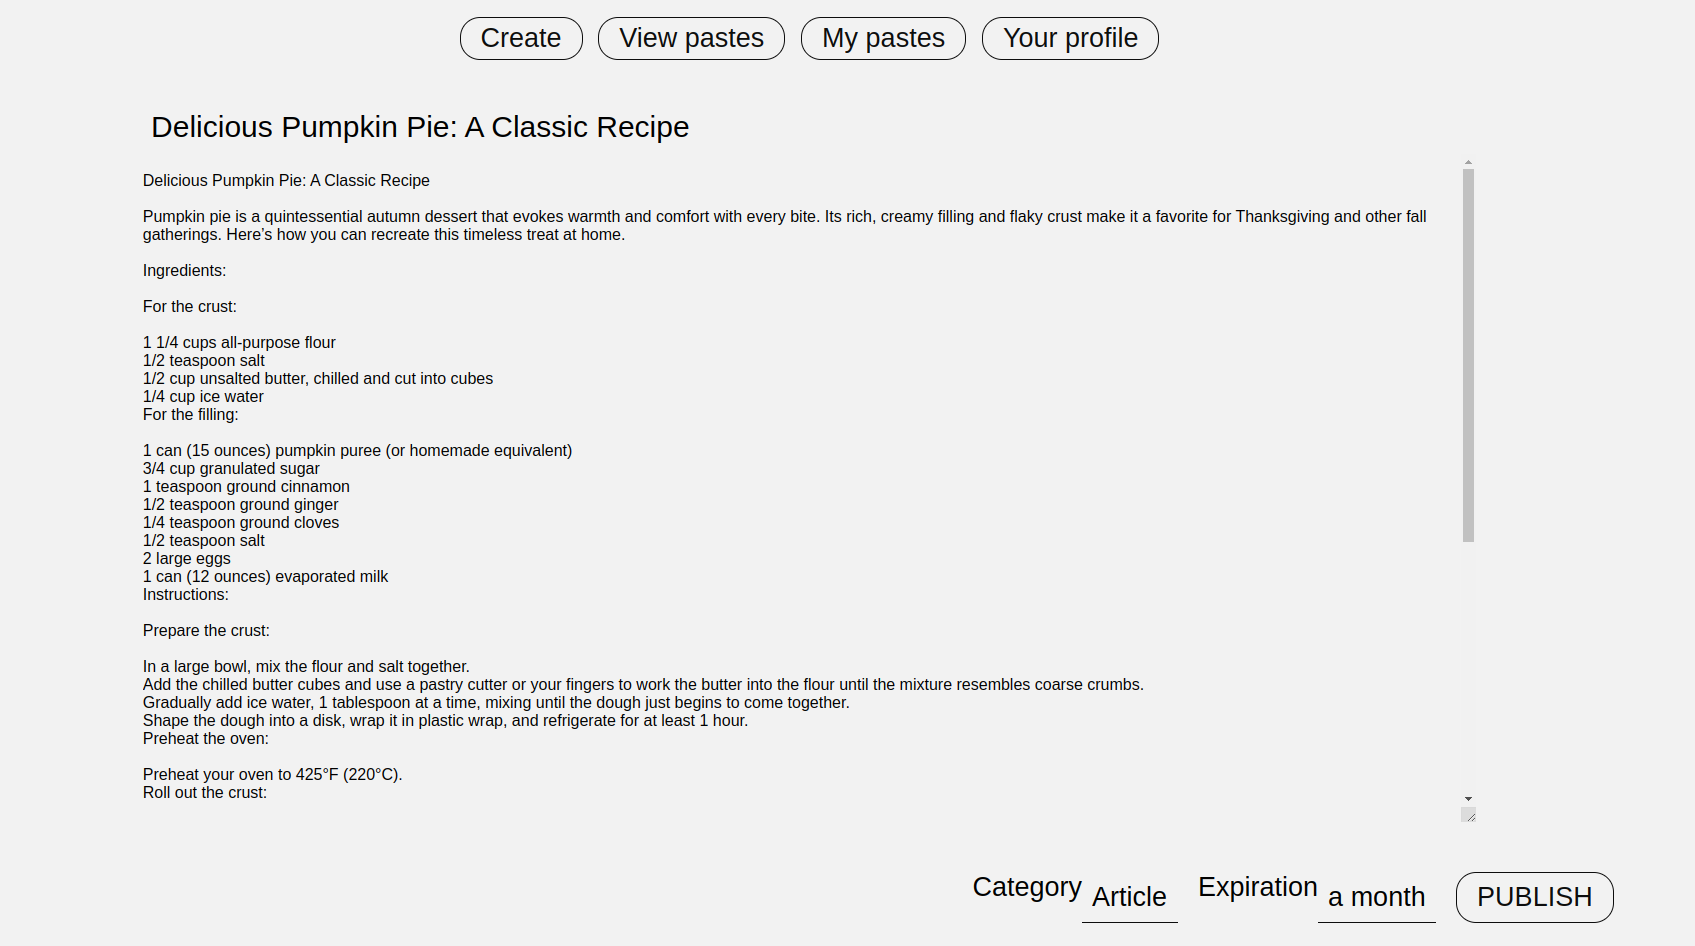 Create View pastes My pastes Your profile
Delicious Pumpkin Pie: A Classic Recipe
Delicious Pumpkin Pie: A Classic Recipe
Pumpkin pie is a quintessential autumn dessert that evokes warmth and comfort with every bite. Its rich, creamy filling and flaky crust make it a favorite for Thanksgiving and other fall
gatherings. Here’s how you can recreate this timeless treat at home.
Ingredients:
For the crust:
1 1/4 cups all-purpose flour
1/2 teaspoon salt
1/2 cup unsalted butter, chilled and cut into cubes
1/4 cup ice water
For the filling:
1 can (15 ounces) pumpkin puree (or homemade equivalent)
3/4 cup granulated sugar
1 teaspoon ground cinnamon
1/2 teaspoon ground ginger
1/4 teaspoon ground cloves
1/2 teaspoon salt
2 large eggs
1 can (12 ounces) evaporated milk
Instructions:
Prepare the crust:
In a large bowl, mix the flour and salt together.
Add the chilled butter cubes and use a pastry cutter or your fingers to work the butter into the flour until the mixture resembles coarse crumbs.
Gradually add ice water, 1 tablespoon at a time, mixing until the dough just begins to come together.
Shape the dough into a disk, wrap it in plastic wrap, and refrigerate for at least 1 hour.
Preheat the oven:
Preheat your oven to 425°F (220°C).
Roll out the crust:
Category Article Expiration a month PUBLISH